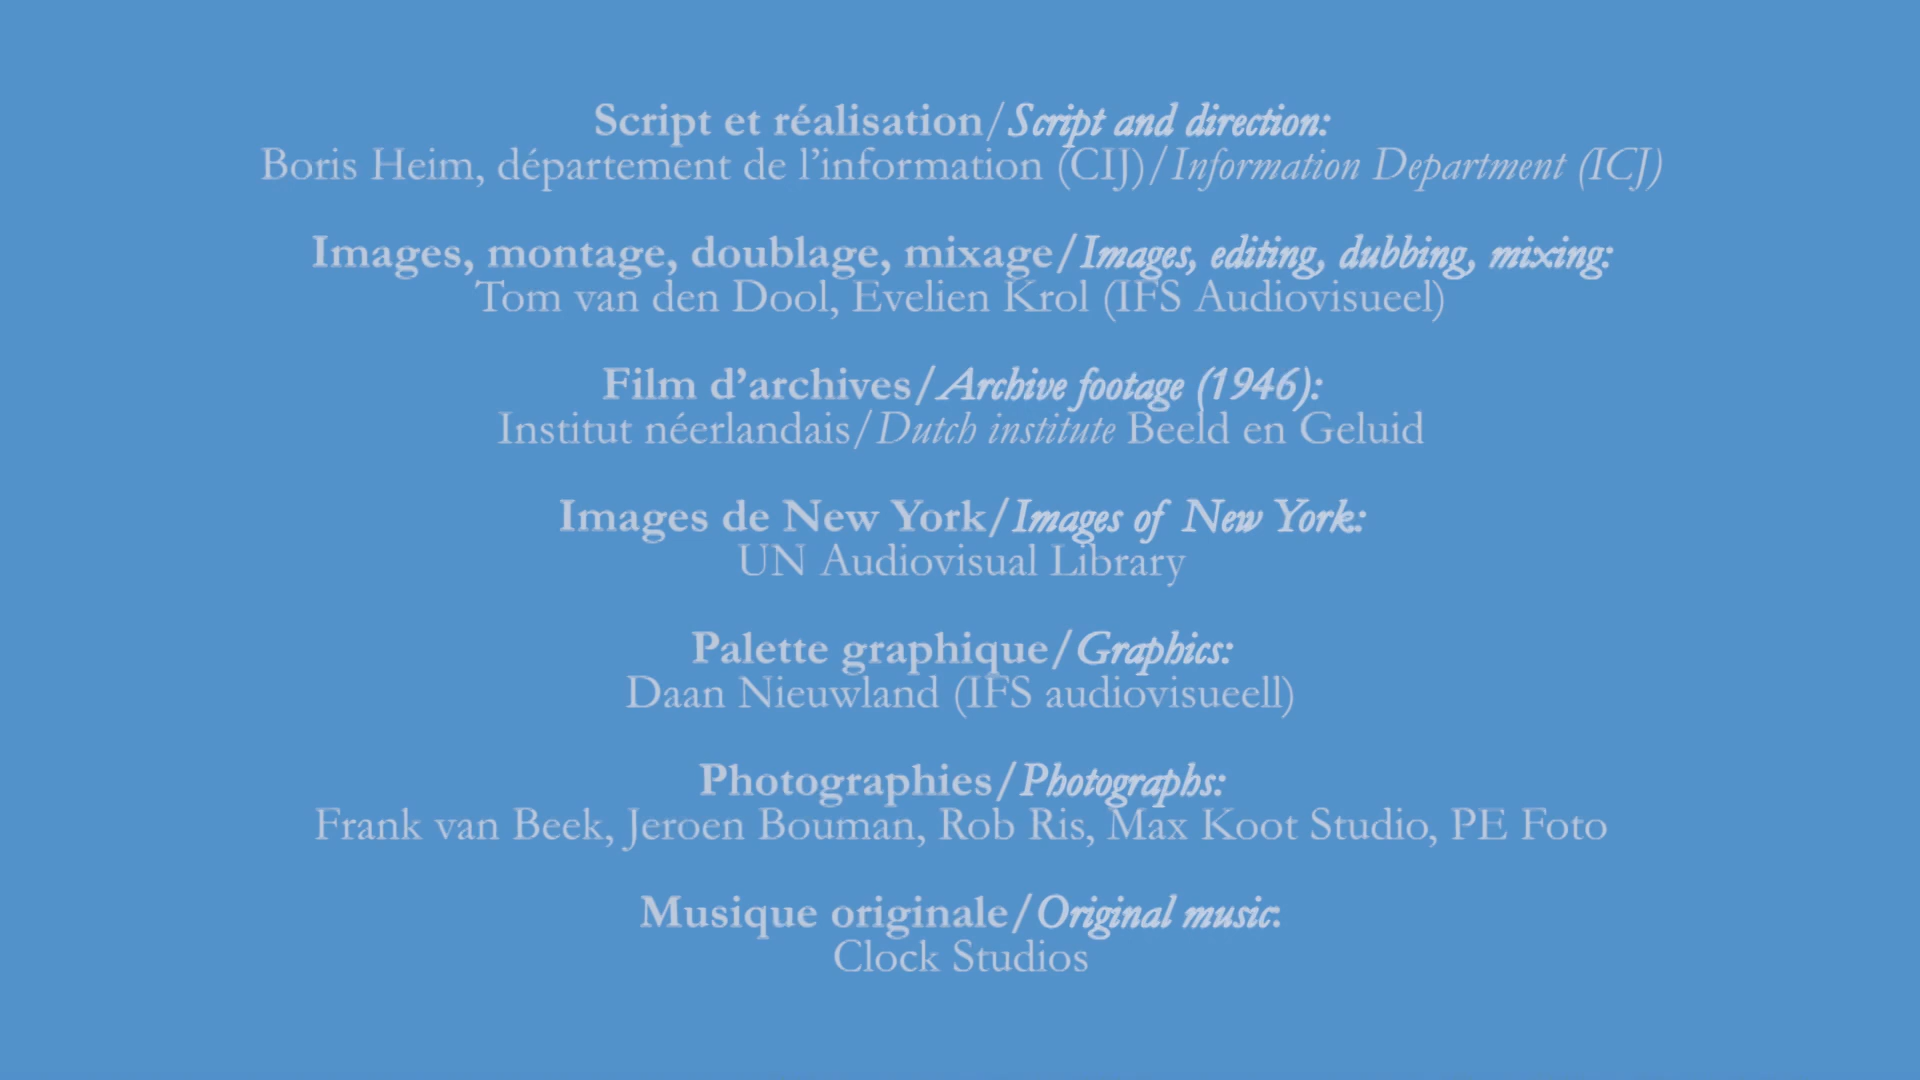 Script et réalisation/Script and direction:
Boris Heim, département de l’information (CIJ)/Information Department (ICJ)
Images, montage, doublage, mixage/Images, editing, dubbing, mixing:
Tom van den Dool, Evelien Krol (IFS Audiovisueel)
Film d’archives/Archive footage (1946):
Institut néerlandais/Dutch institute Beeld en Geluid
Images de New York/Images of New York:
UN Audiovisual Library
Palette graphique/Graphics:
Daan Nieuwland (IFS audiovisueell)
Photographies/Photographs:
Frank van Beek, Jeroen Bouman, Rob Ris, Max Koot Studio, PE Foto
Musique originale/Original music:
Clock Studios